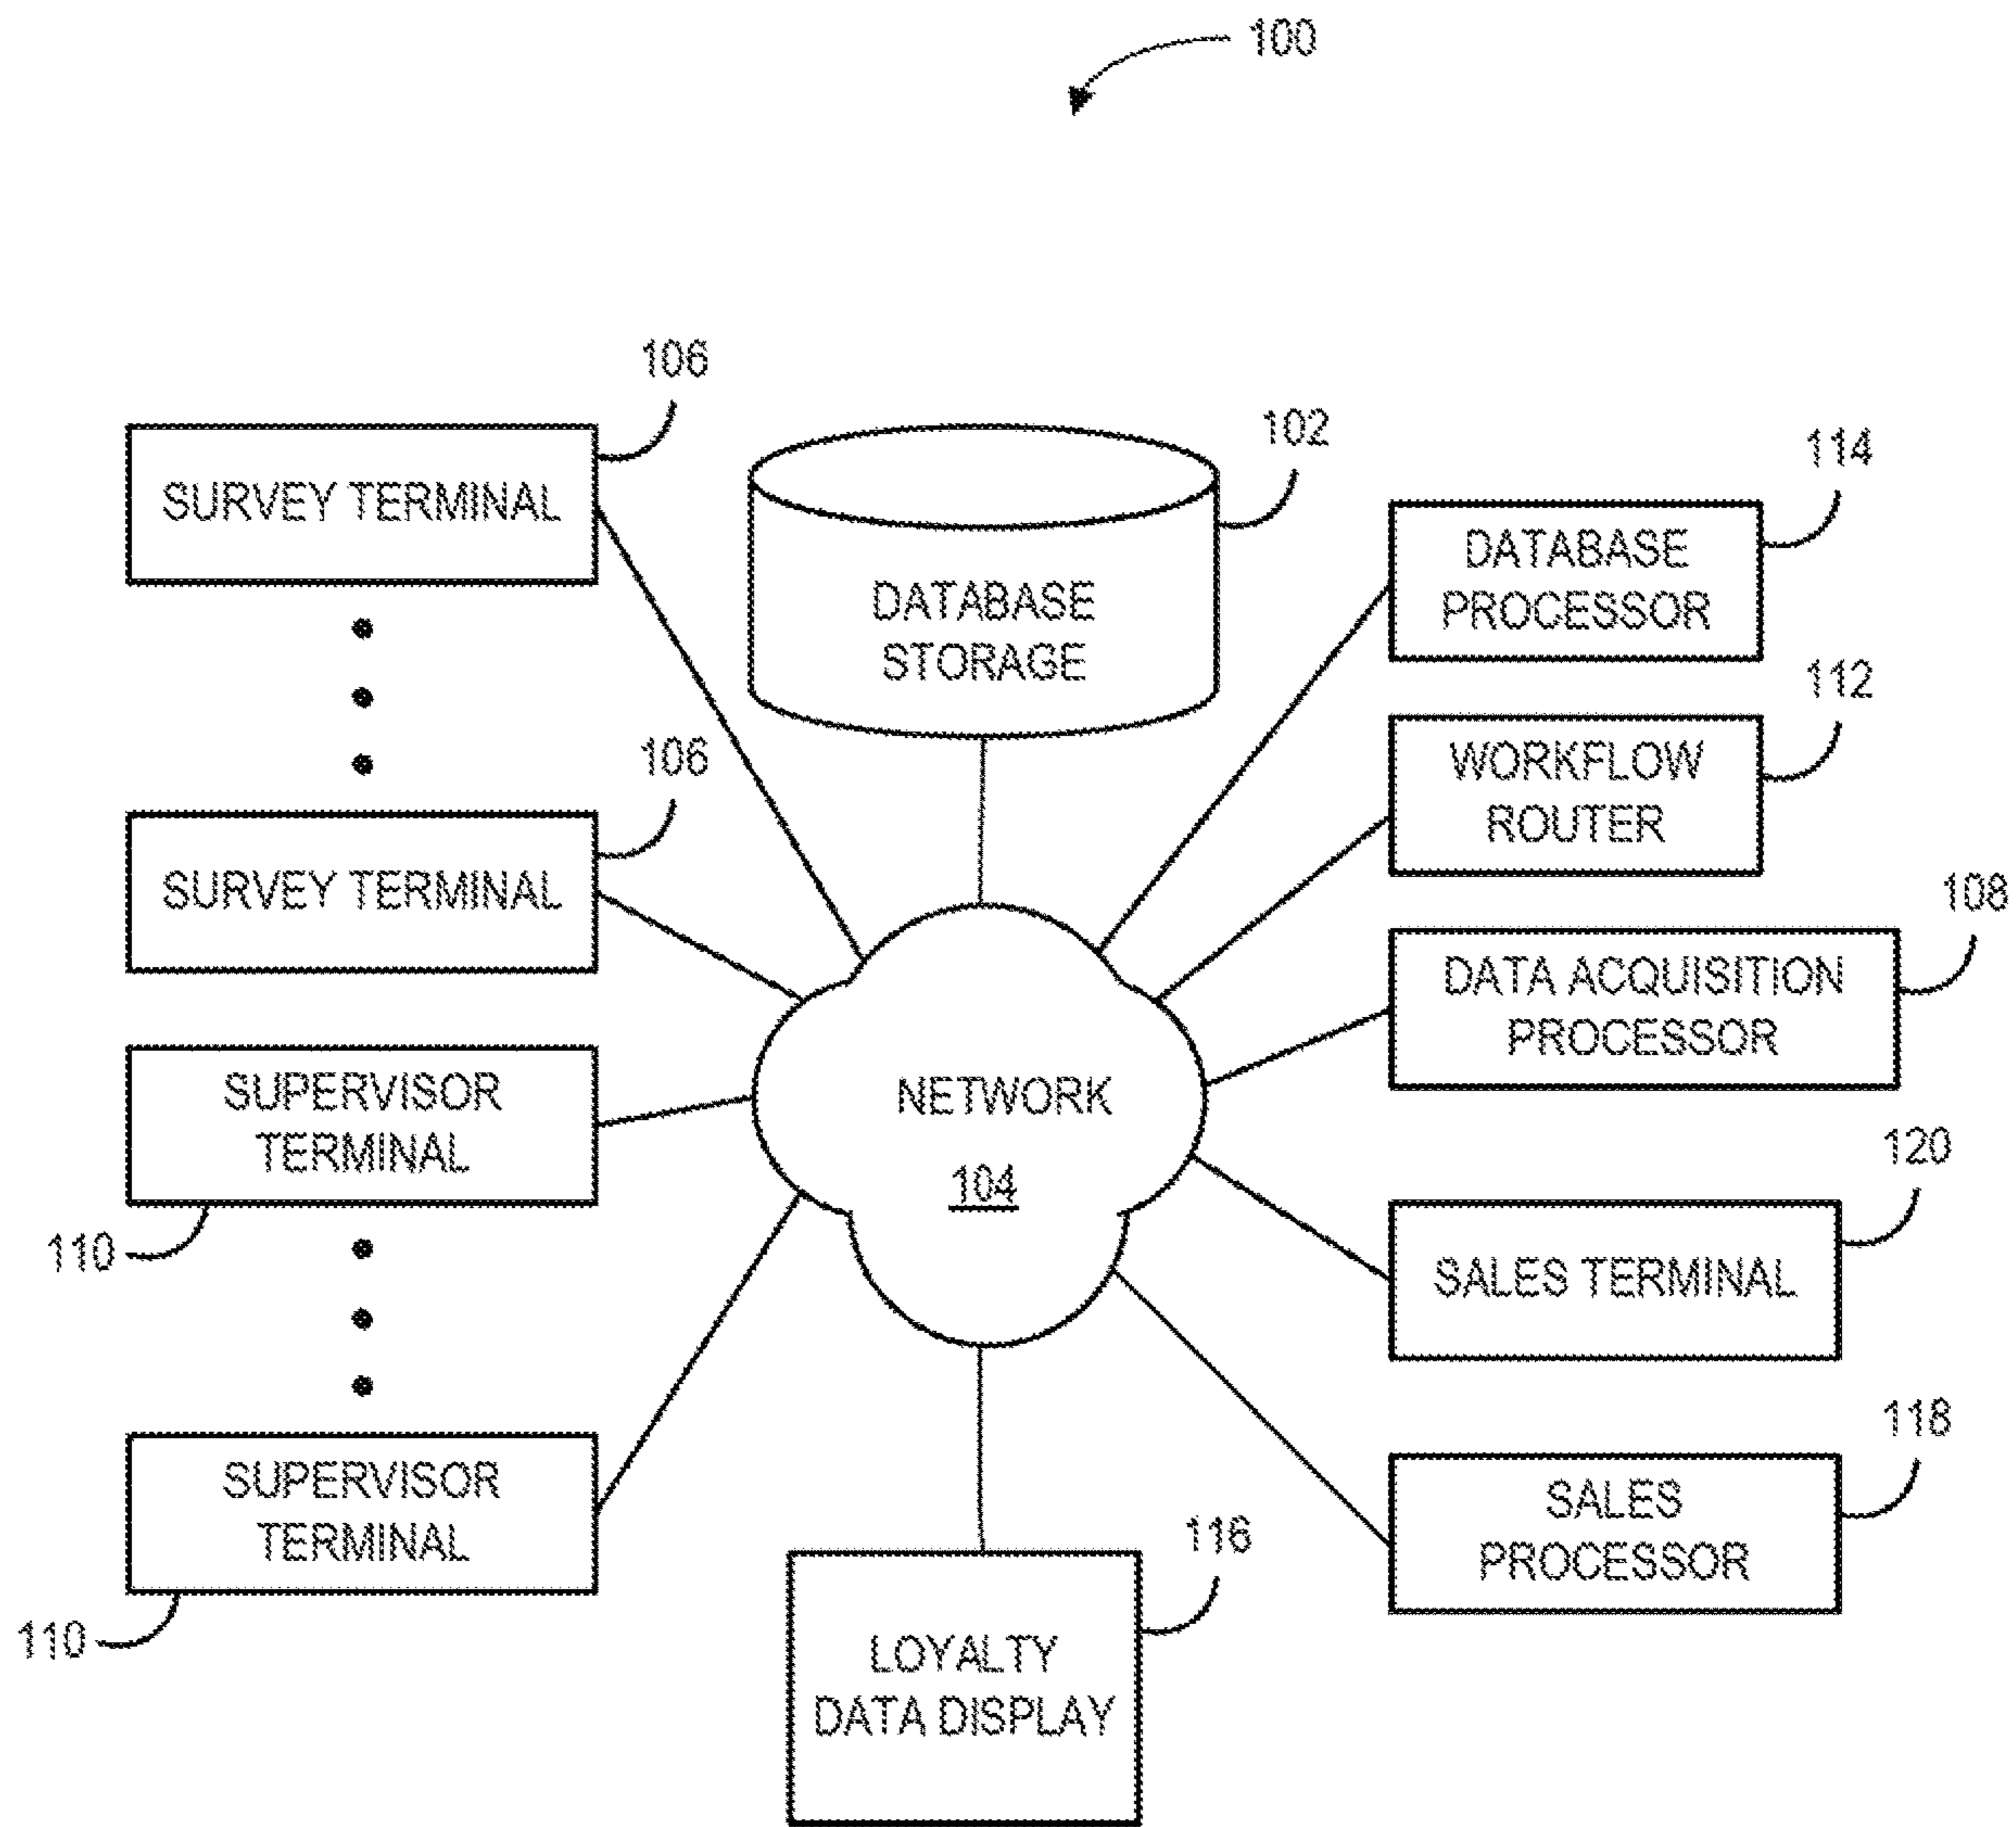 100
106
SURVEY TERMINAL
106
SURVEY TERMINAL
SUPERVISOR
TERMINAL
110
SUPERVISOR
TERMINAL
110
102
DATABASE
STORAGE
NETWORK
104
116
LOYALTY
DATA DISPLAY
114
DATABASE
PROCESSOR
112
WORKFLOW
ROUTER
108
DATA ACQUISITION
PROCESSOR
120
SALES TERMINAL
118
SALES
PROCESSOR